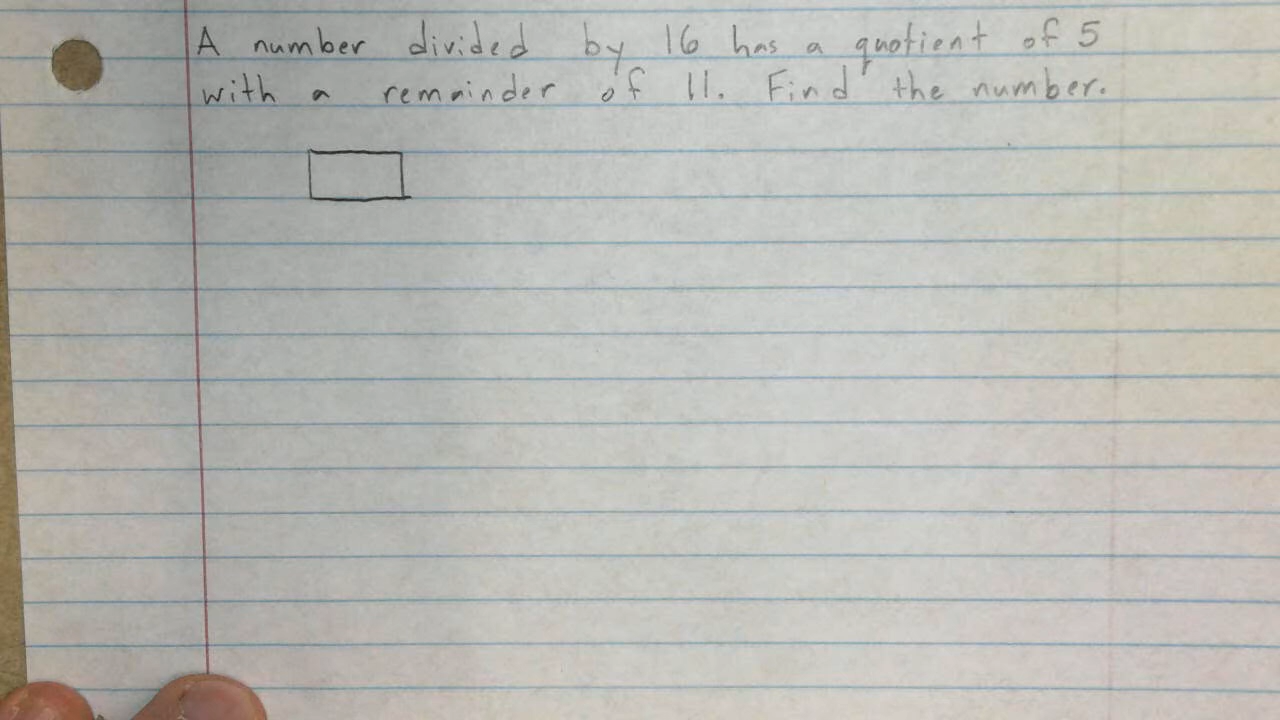 A number divided by 16 has a quotient of 5
with a remainder of 11. Find the number.